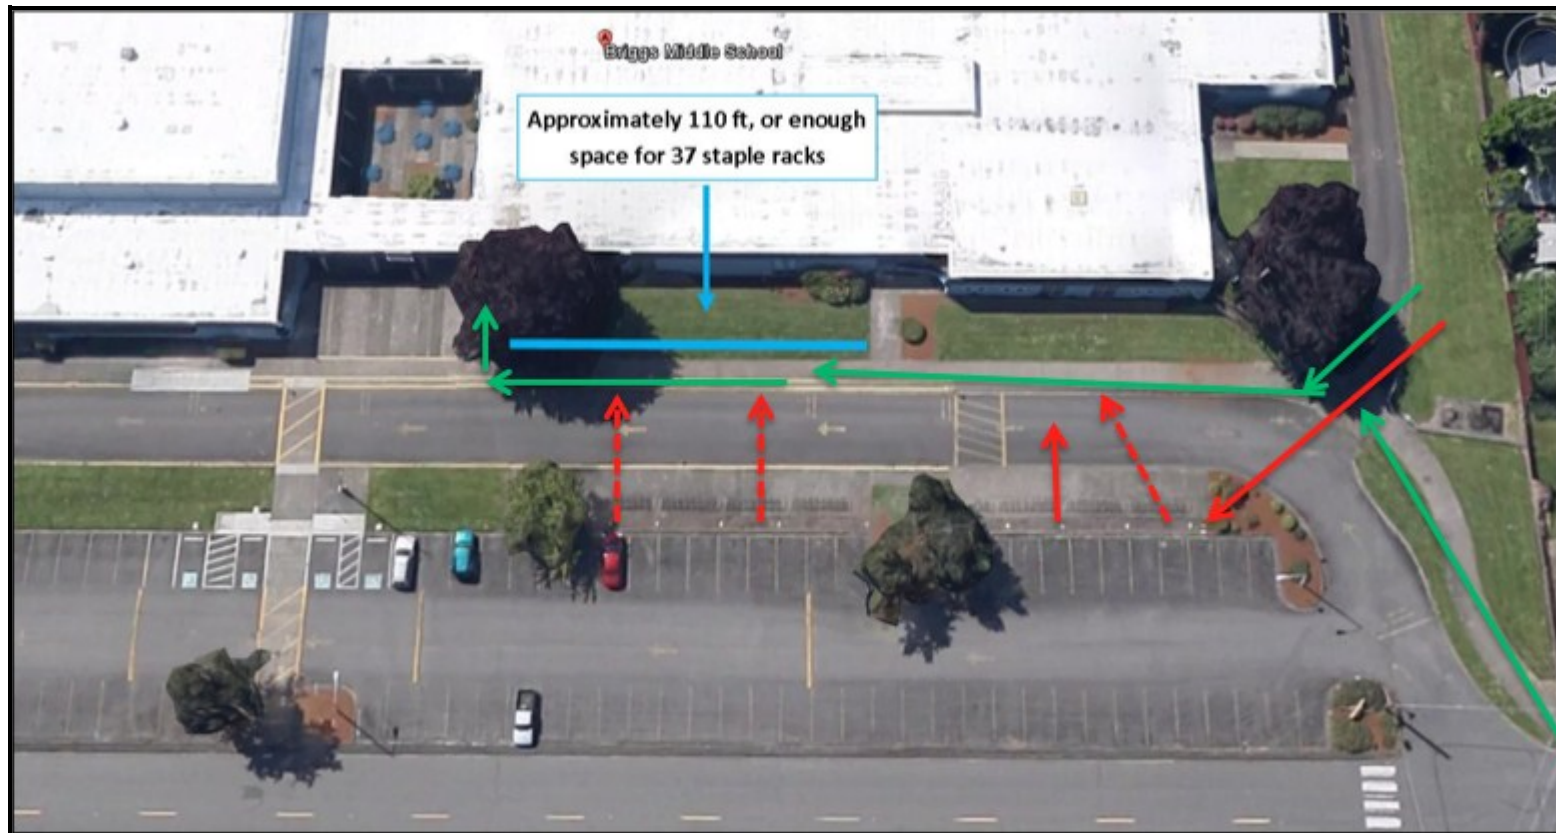 Briggs Middle School
Approximately 110 ft, or enough
space for 37 staple racks